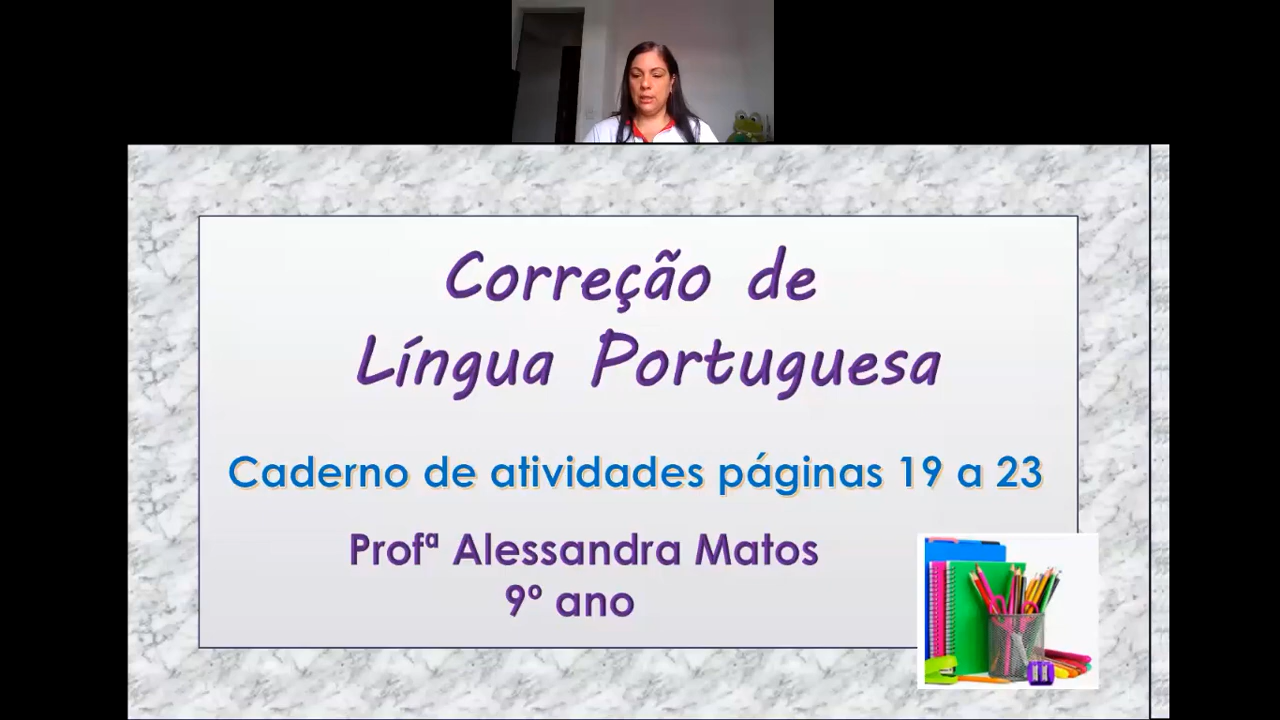 Correção de
Língua Portuguesa
Caderno de atividades páginas 19 a 23
Profª Alessandra Matos
9º ano